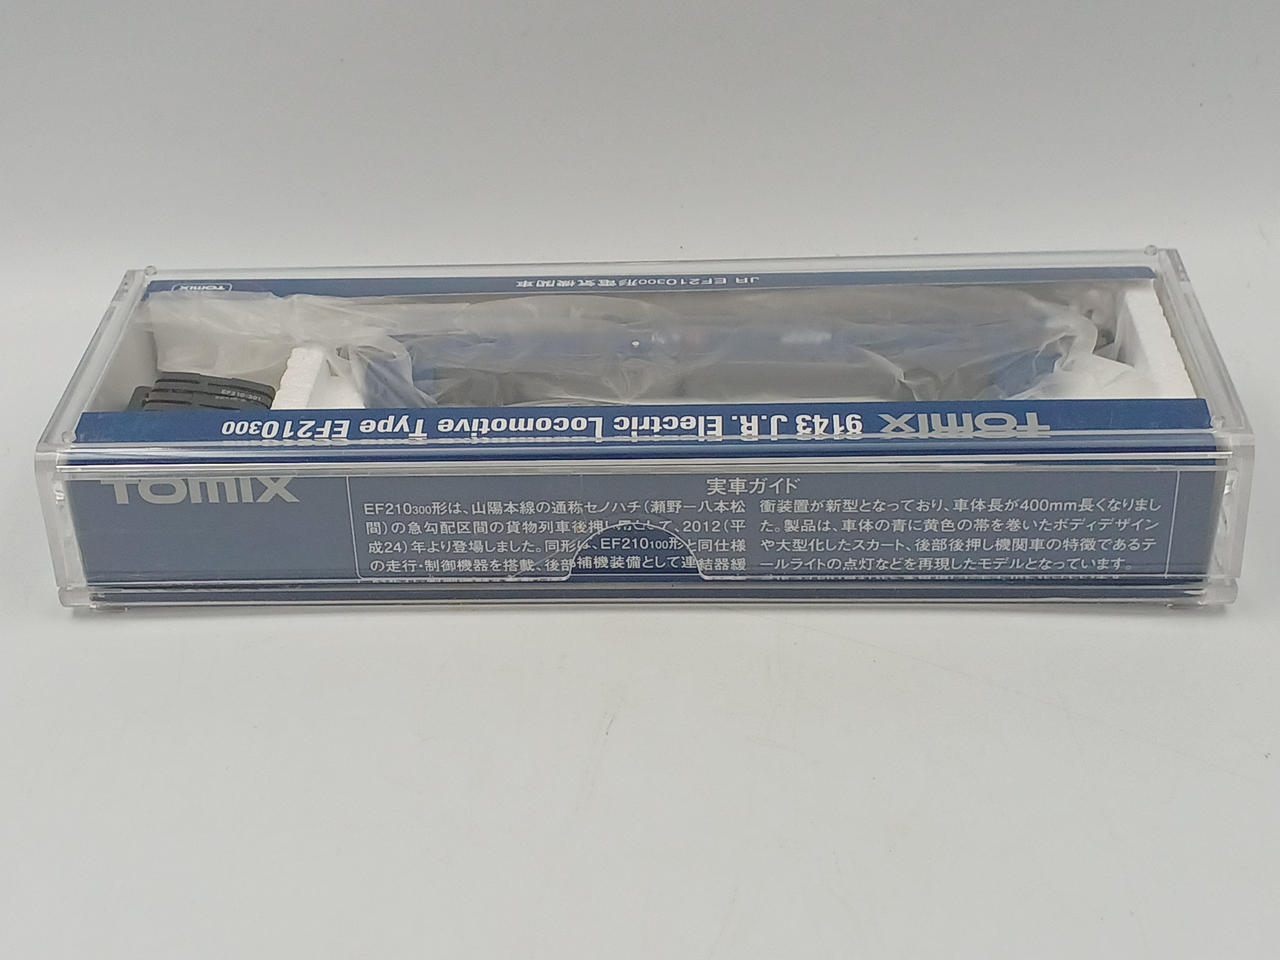 TOMIX
JR EF210300形電気機関車
TOMIX 9143 J.R. Electric Locomotive Type EF210300
TOMIX
実車ガイド
EF210300形は、山陽本線の通称セノハチ(瀬野ー八本松
間)の急勾配区間の貨物列車後押し用として、2012(平
成24)年より登場しました。同形は、EF210100形と同仕様
の走行・制御機器を搭載、後部補機装備として連結器緩
衝装置が新型となっており、車体長が400mm長くなりまし
た。製品は、車体の青に黄色の帯を巻いたボディデザイン
や大型化したスカート、後部後押し機関車の特徴であるテ
ールライトの点灯などを再現したモデルとなっています。